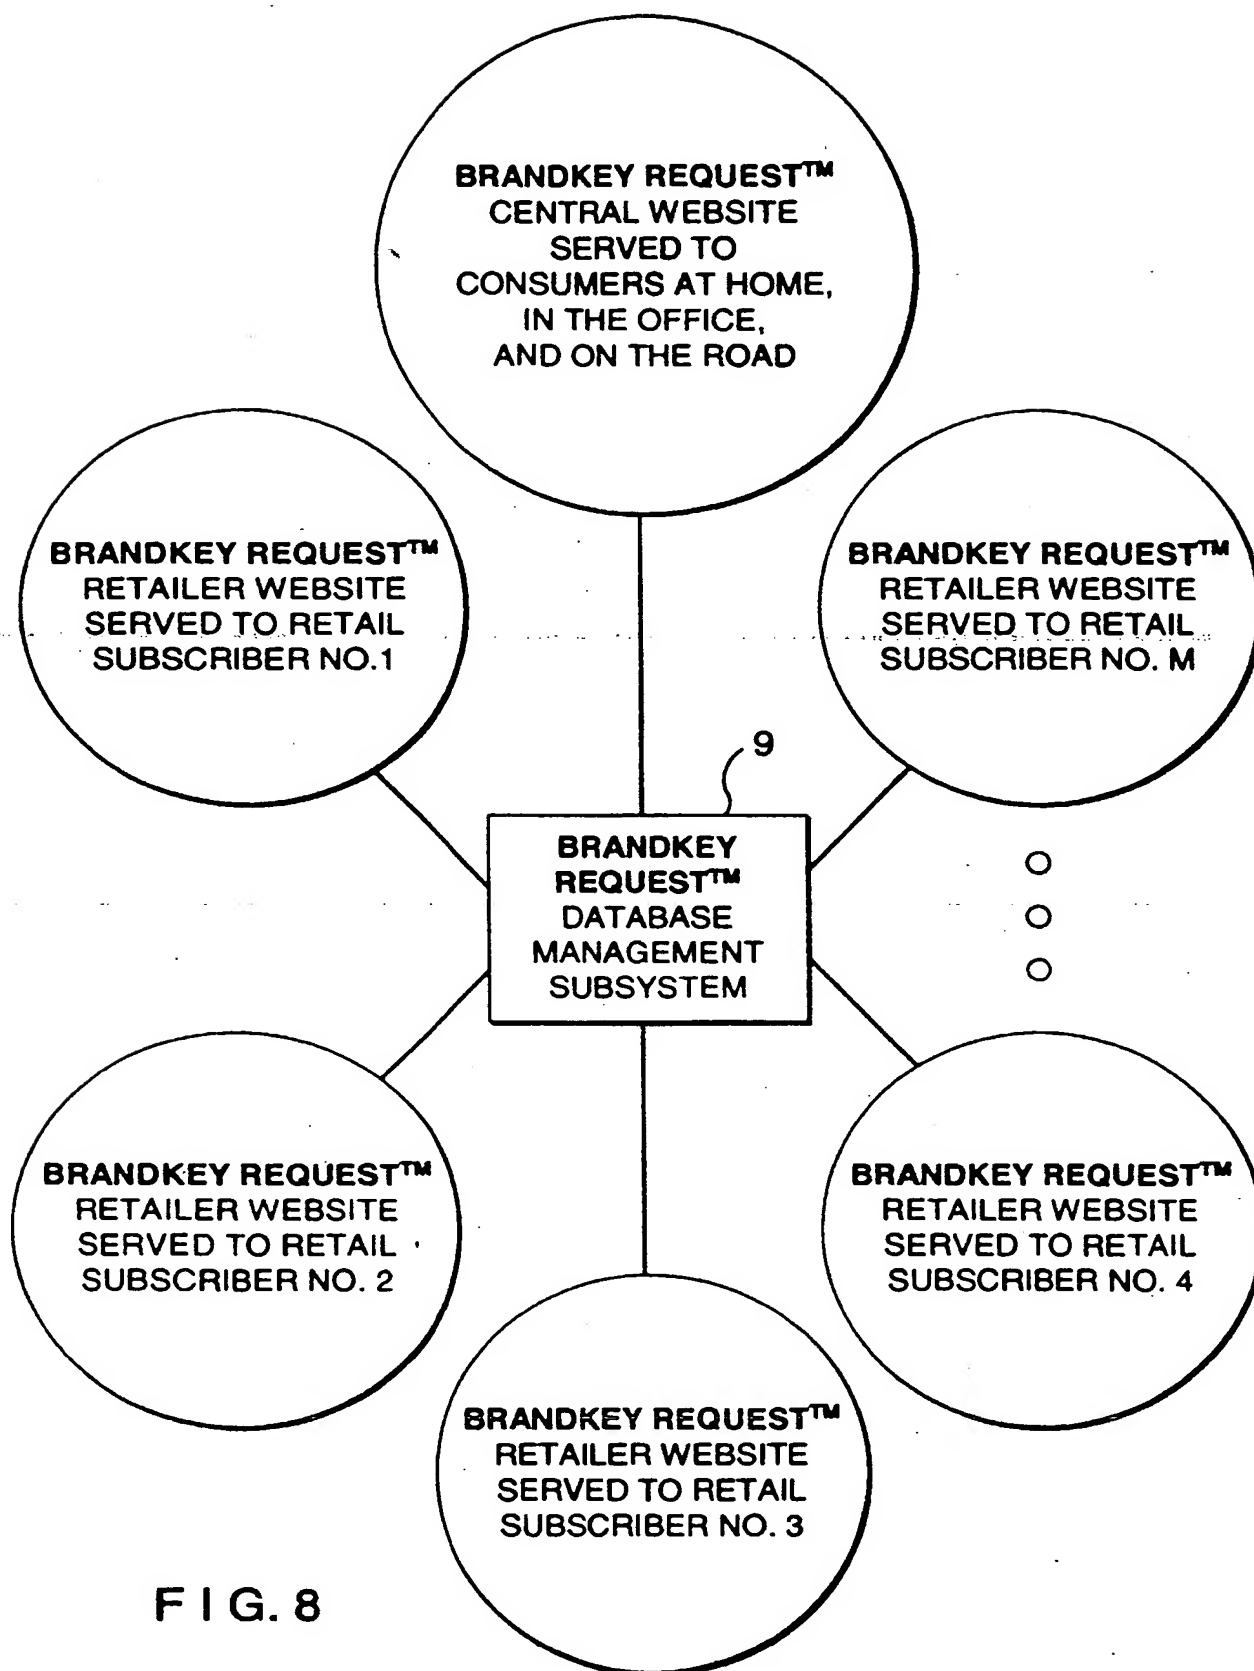 BRANDKEY REQUEST™
CENTRAL WEBSITE
SERVED TO
CONSUMERS AT HOME,
IN THE OFFICE,
AND ON THE ROAD
BRANDKEY REQUEST™
RETAILER WEBSITE
SERVED TO RETAIL
SUBSCRIBER NO.1
BRANDKEY REQUEST™
RETAILER WEBSITE
SERVED TO RETAIL
SUBSCRIBER NO. M
9
BRANDKEY
REQUEST™
DATABASE
MANAGEMENT
SUBSYSTEM
BRANDKEY REQUEST™
RETAILER WEBSITE
SERVED TO RETAIL
SUBSCRIBER NO. 2
BRANDKEY REQUEST™
RETAILER WEBSITE
SERVED TO RETAIL
SUBSCRIBER NO. 4
BRANDKEY REQUEST™
RETAILER WEBSITE
SERVED TO RETAIL
SUBSCRIBER NO. 3
FIG. 8